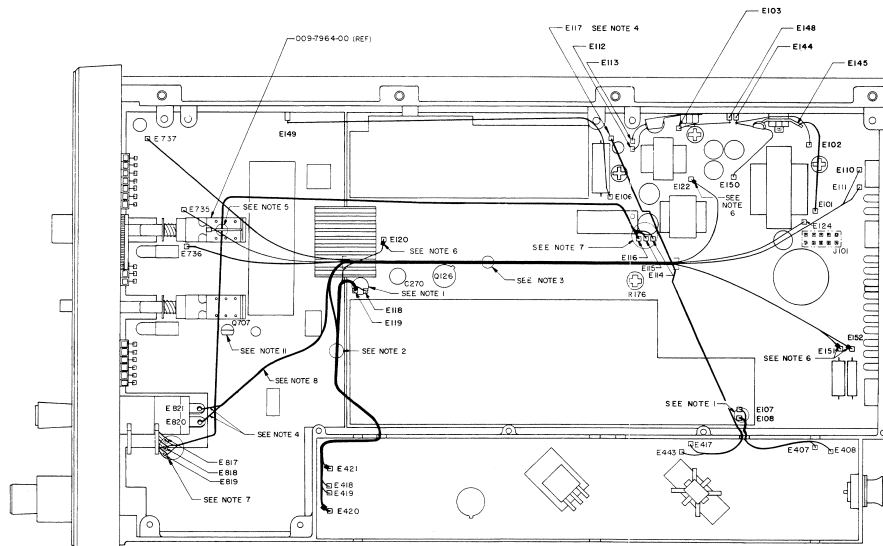 E103
E117 SEE NOTE 4
E148
E112
E144
E113
E145
009-7964-00 (REF)
E149
E737
E102
E110
E111
E106
E122
E150
SEE
NOTE
6
E101
E124
J101
E735
SEE NOTE 5
E736
E120
SEE NOTE 6
SEE NOTE 7
E116
E115
E114
SEE NOTE 3
Q126
C270
SEE NOTE 1
R176
E118
E119
Q707
SEE NOTE 11
SEE NOTE 2
E151
E152
SEE NOTE 6
SEE NOTE 8
E821
E820
SEE NOTE 4
SEE NOTE 1
E107
E108
E817
E818
E819
SEE NOTE 7
E417
E443
E407
E408
E421
E418
E419
E420